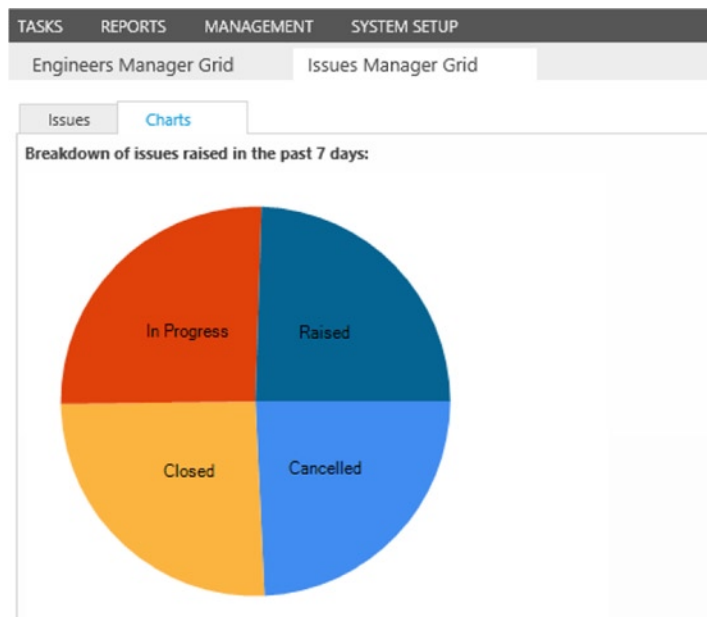 TASKS REPORTS MANAGEMENT SYSTEM SETUP
Engineers Manager Grid Issues Manager Grid
Issues Charts
Breakdown of issues raised in the past 7 days:
In Progress Raised
Closed Cancelled